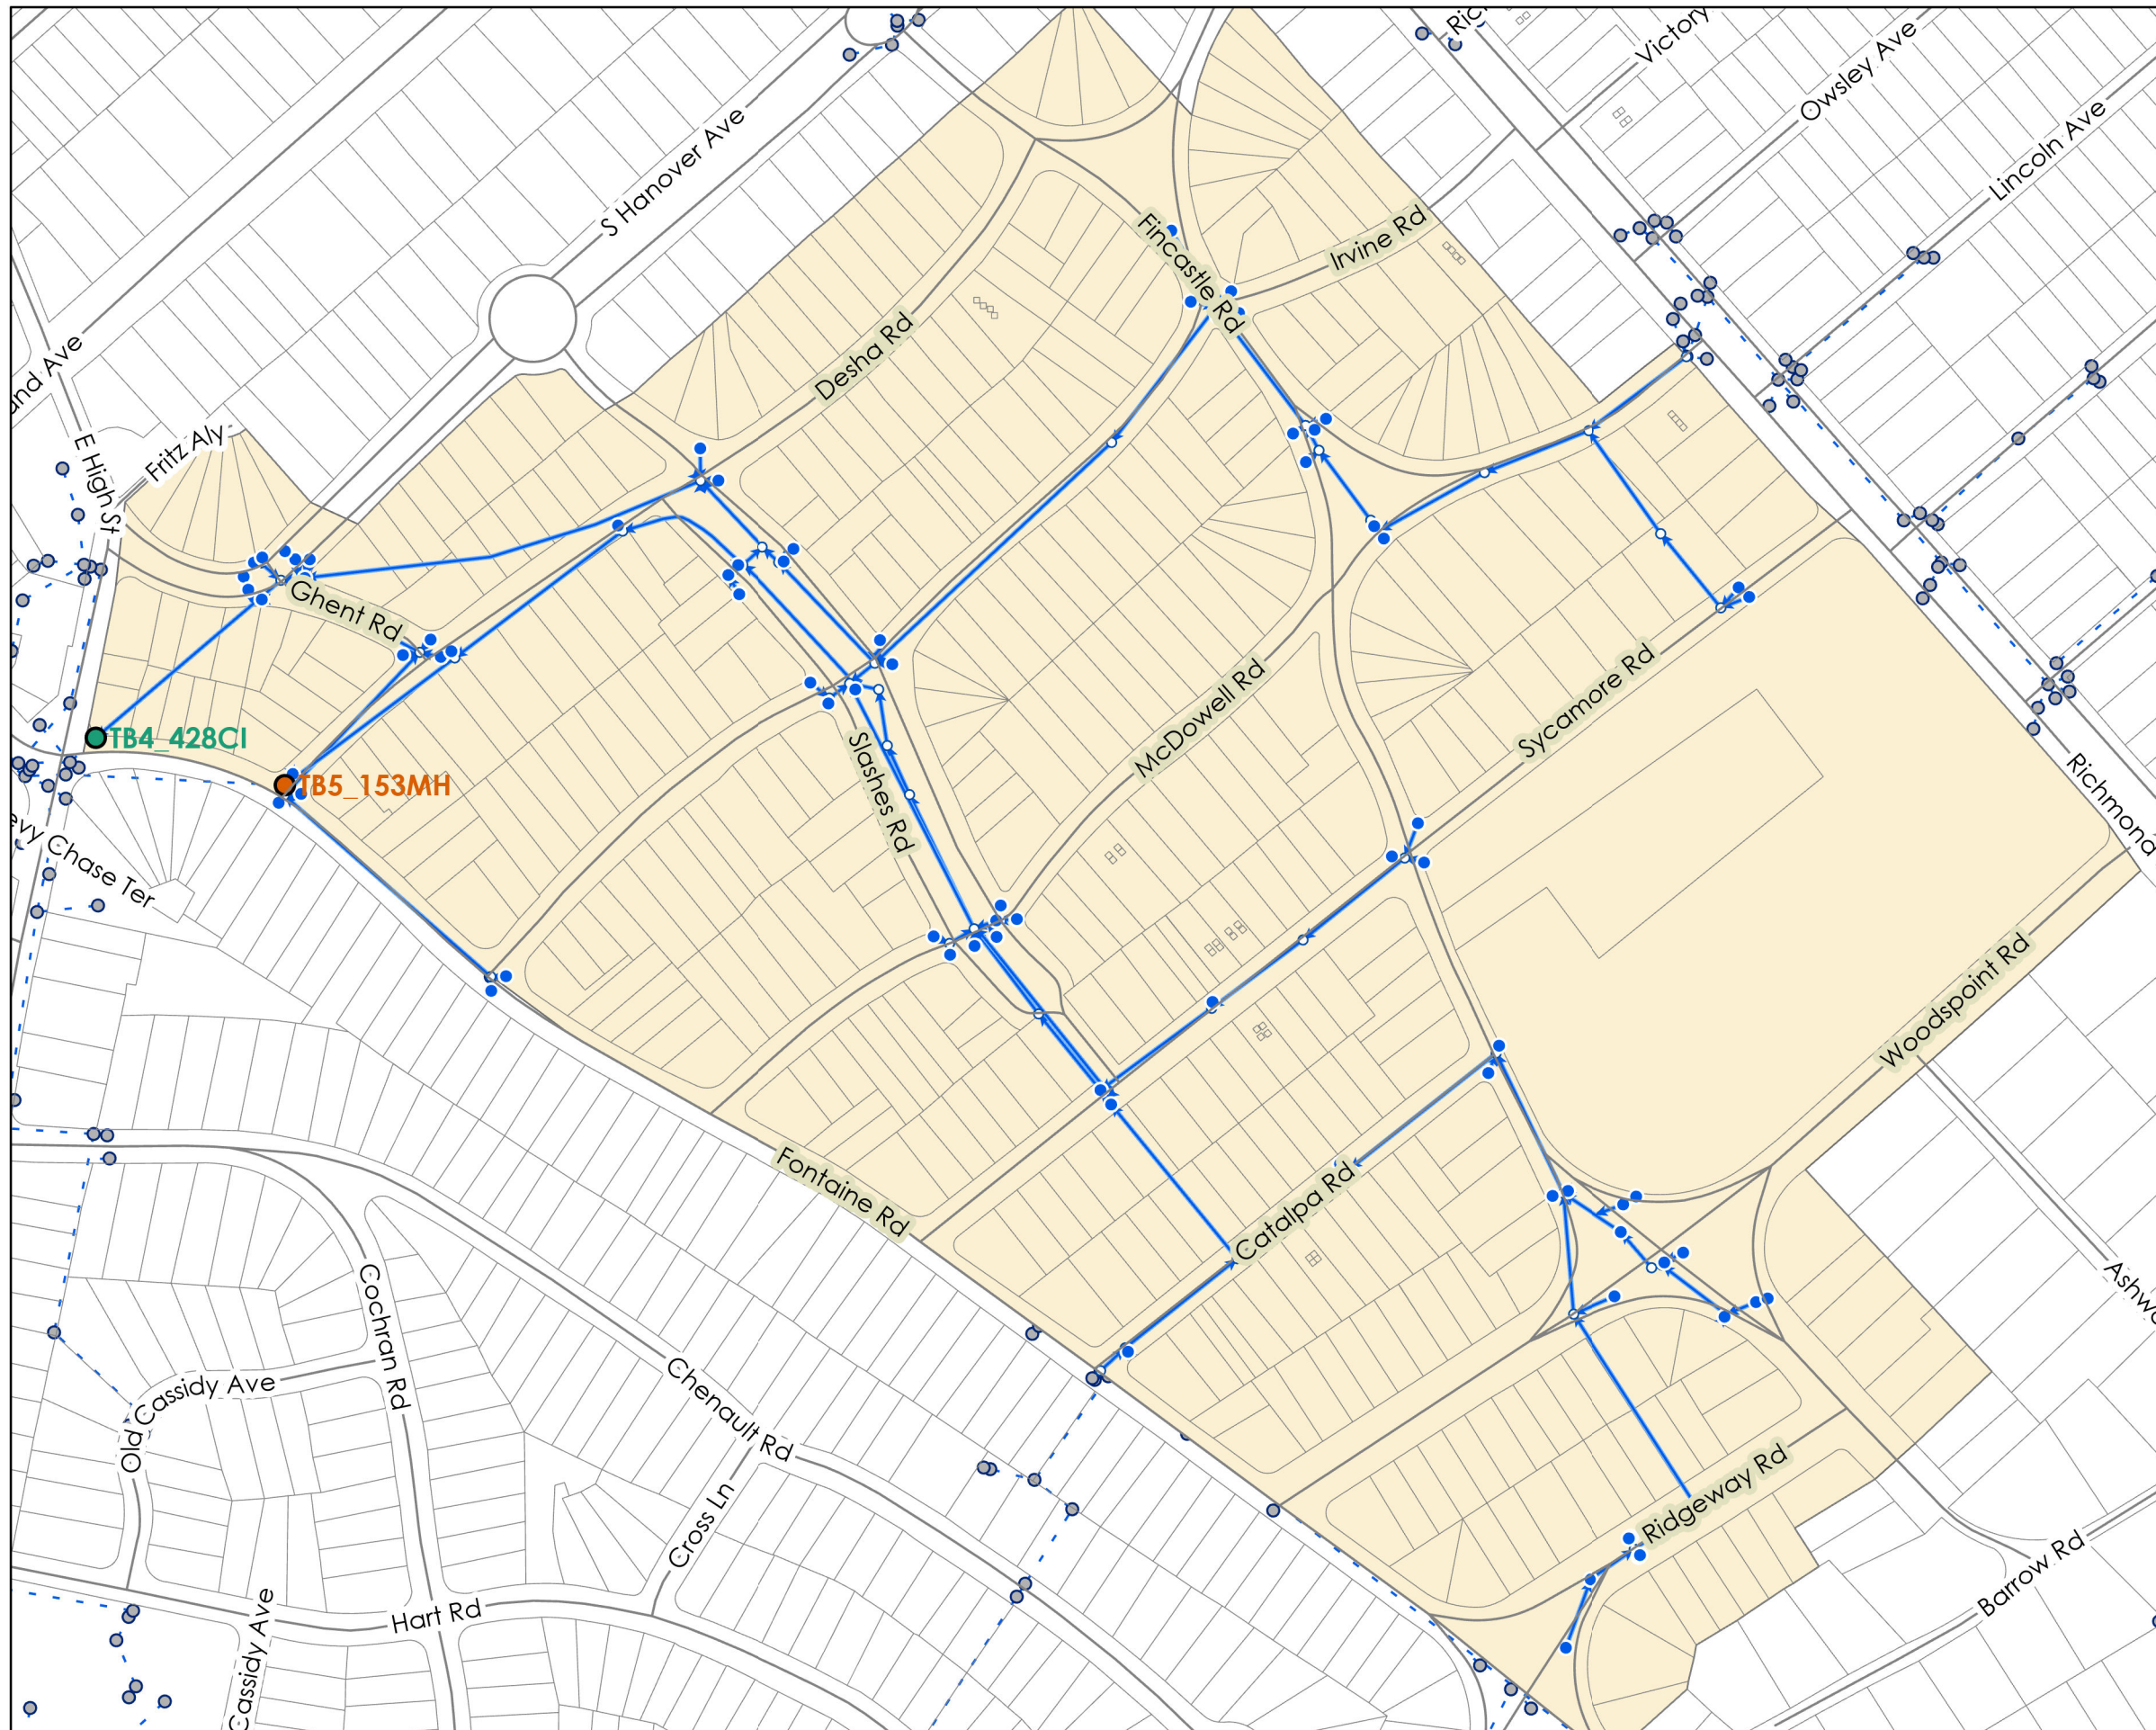 Victory
Owsley Ave
Lincoln Ave
S Hanover Ave
Fincastle Rd
Irvine Rd
Desha Rd
E High St
Fritz Aly
Ghent Rd
McDowell Rd
Sycamore Rd
TB4_428CI
TB5_153MH
Slashes Rd
Richmond
evy Chase Ter
Woodspoint Rd
Fontaine Rd
Catalpa Rd
Cochran Rd
Old Cassidy Ave
Chenault Rd
Cross Ln
Ridgeway Rd
Barrow Rd
Hart Rd
Cassidy Ave